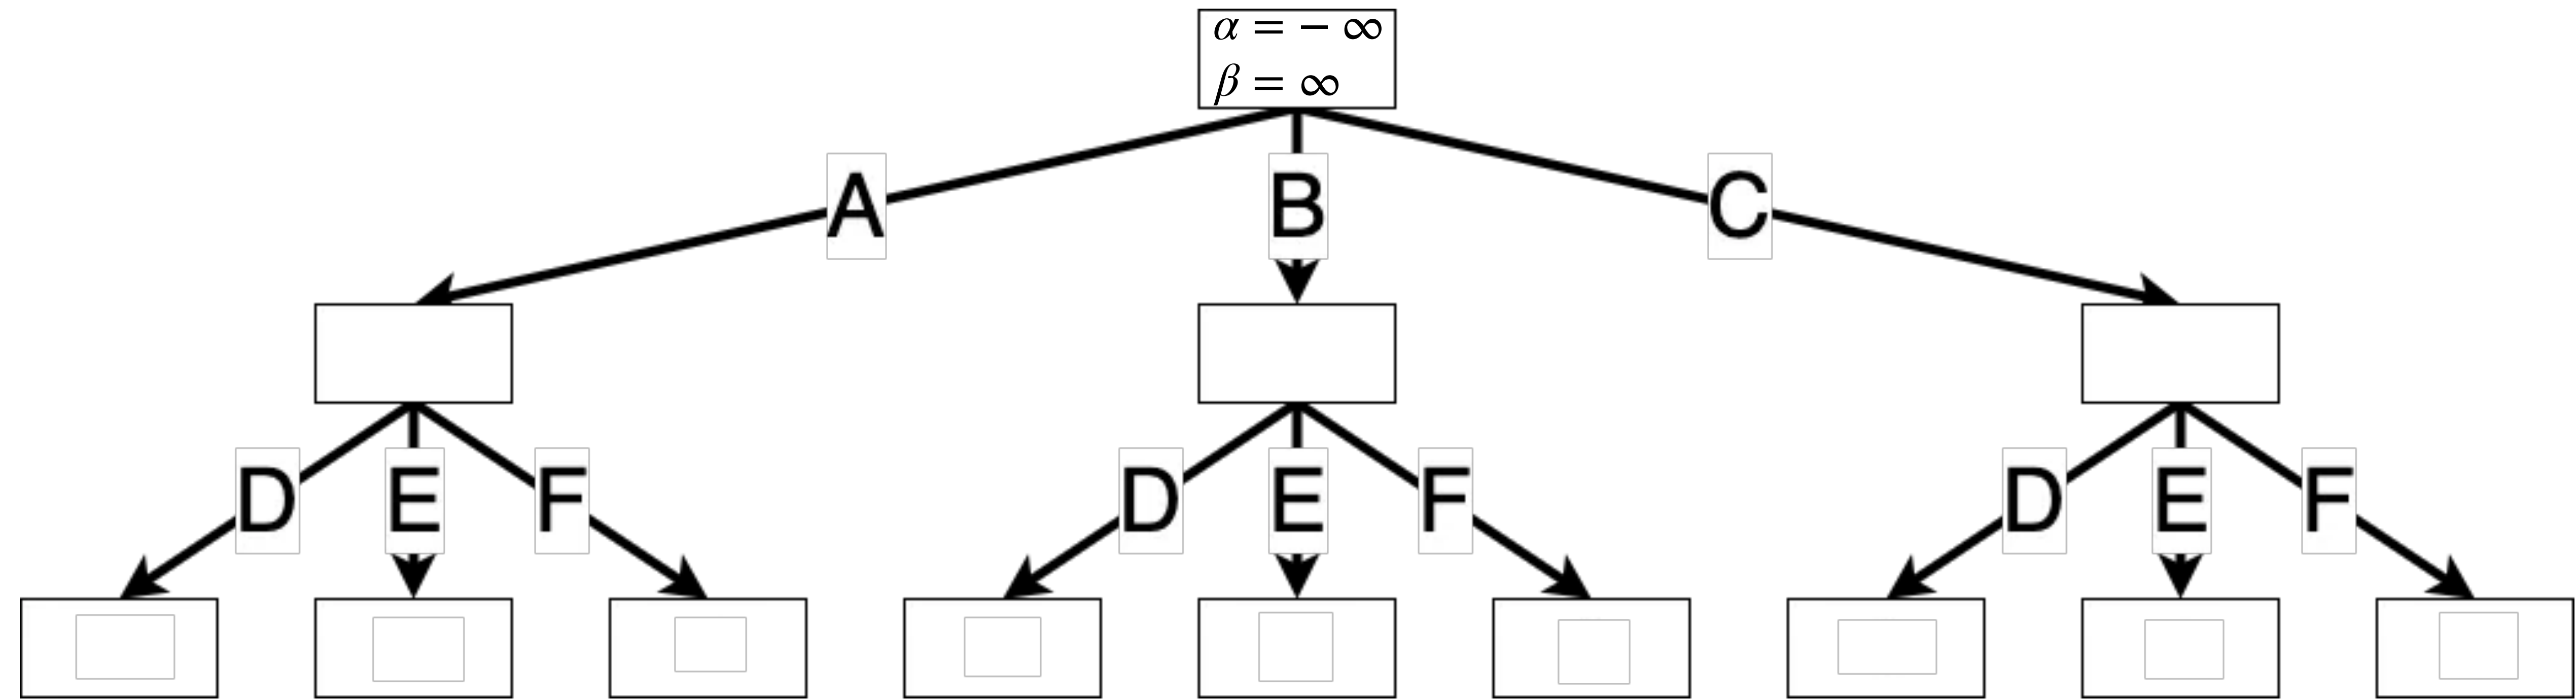 α = − ∞
β = ∞
A B C
D E F D E F D E F